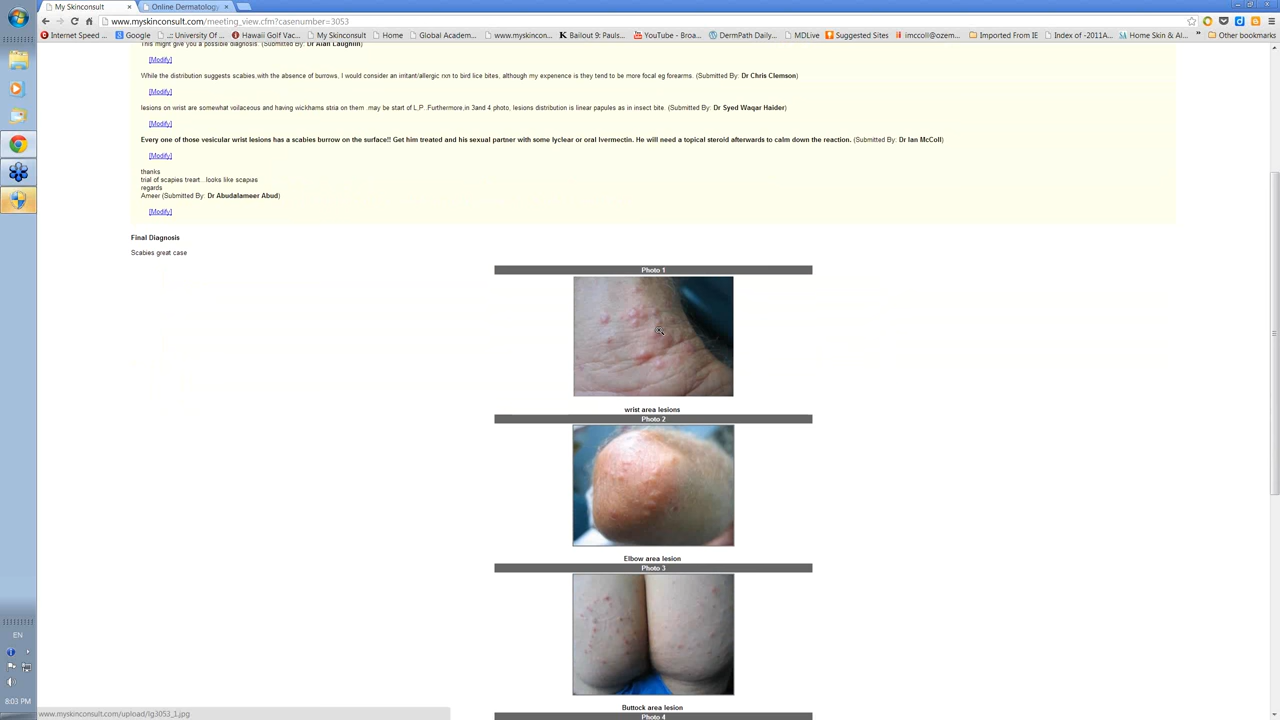 My Skinconsult
Online Dermatology
www.myskinconsult.com/meeting_view.cfm?casenumber=3053
Internet Speed ...
Google
..:: University Of ...
Hawaii Golf Vac...
My Skinconsult
Home
Global Academ...
www.myskincon...
Bailout 9: Pauls...
YouTube - Broa...
DermPath Daily...
MDLive
Suggested Sites
imccoll@ozem...
Imported From IE
Index of -2011A...
Home Skin & Al...
»
Other bookmarks
This might give you a possible diagnosis. (Submitted By: Dr Alan Laughlin)
[Modify]
While the distribution suggests scabies,with the absence of burrows, I would consider an irritant/allergic rxn to bird lice bites, although my experience is they tend to be more focal eg forearms. (Submitted By: Dr Chris Clemson)
[Modify]
lesions on wrist are somewhat voilaceous and having wickhams stria on them .may be start of L,P .Furthermore,in 3and 4 photo, lesions distribution is linear papules as in insect bite. (Submitted By: Dr Syed Waqar Haider)
[Modify]
Every one of those vesicular wrist lesions has a scabies burrow on the surface!! Get him treated and his sexual partner with some lyclear or oral Ivermectin. He will need a topical steroid afterwards to calm down the reaction. (Submitted By: Dr Ian McColl)
[Modify]
thanks
trial of scapies treart...looks like scapias
regards
Ameer (Submitted By: Dr Abudalameer Abud)
[Modify]
Final Diagnosis
Scabies great case
Photo 1
wrist area lesions
Photo 2
Elbow area lesion
Photo 3
Buttock area lesion
Photo 4
EN
8:03 PM
www.myskinconsult.com/upload/lg3053_1.jpg